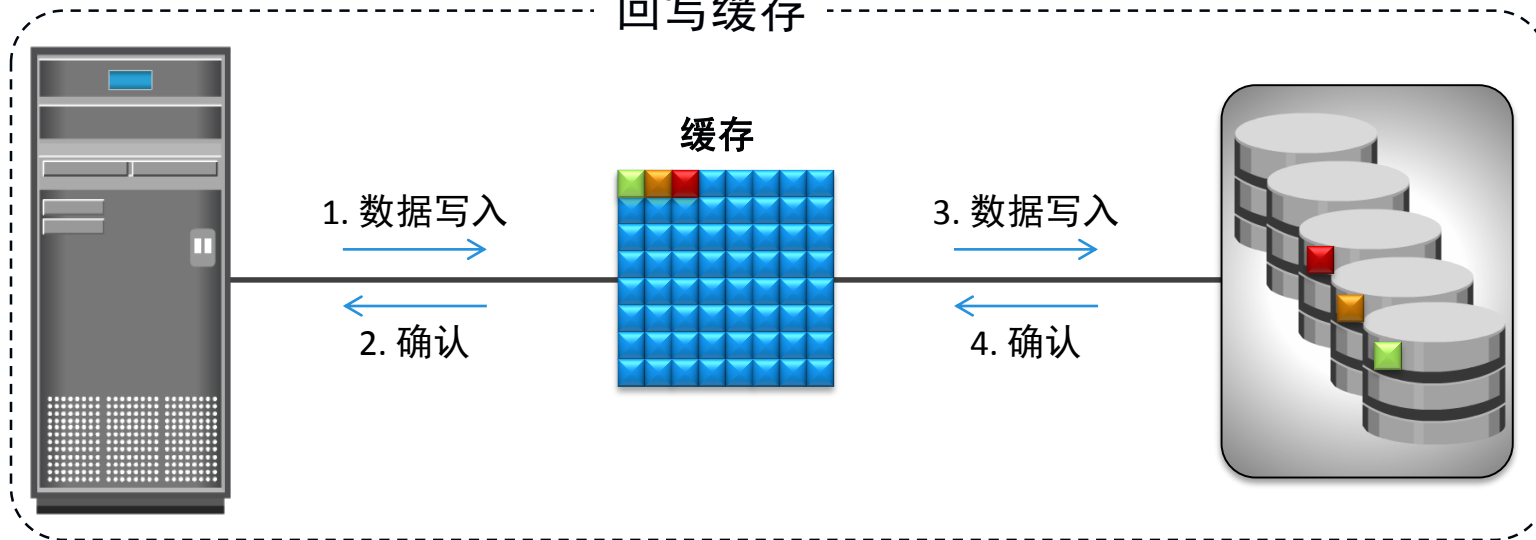 回写缓存
缓存
1. 数据写入
3. 数据写入
2. 确认
4. 确认